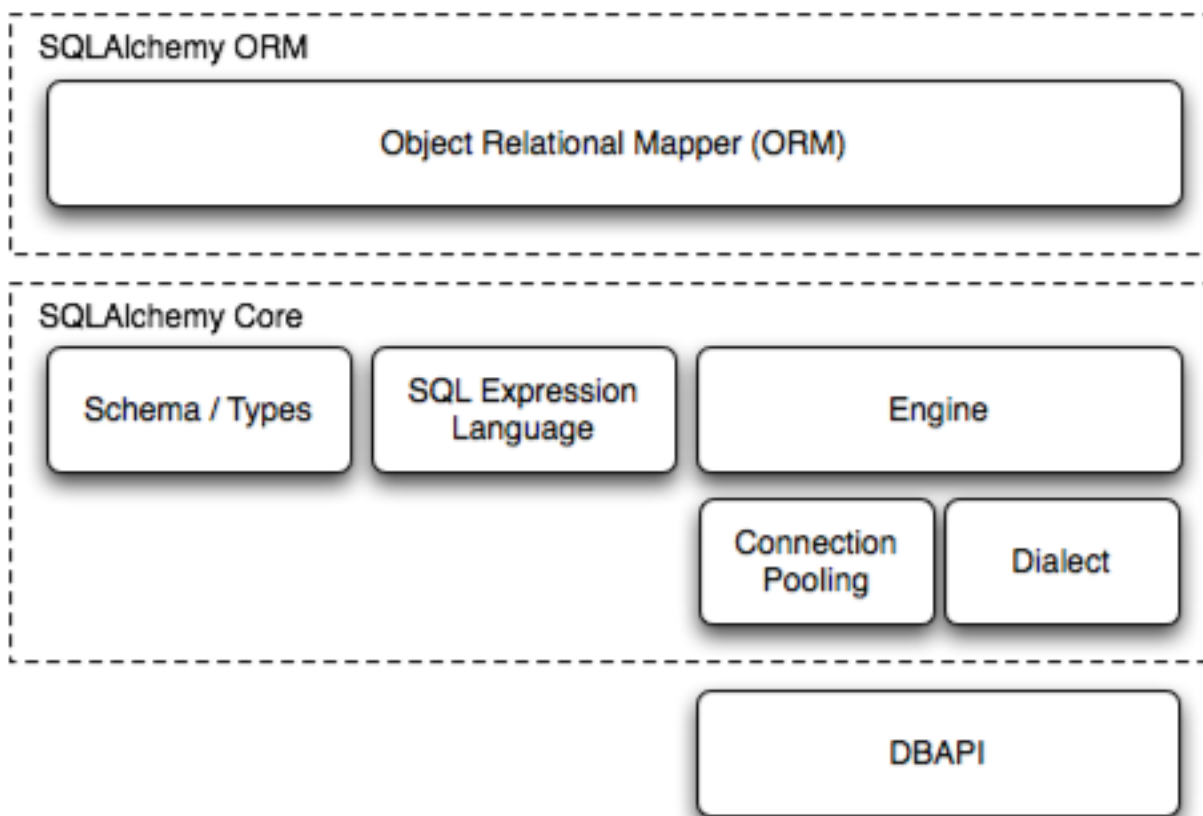 SQLAlchemy ORM
Object Relational Mapper (ORM)
SQLAlchemy Core
Schema / Types
SQL Expression
Language
Engine
Connection
Pooling
Dialect
DBAPI